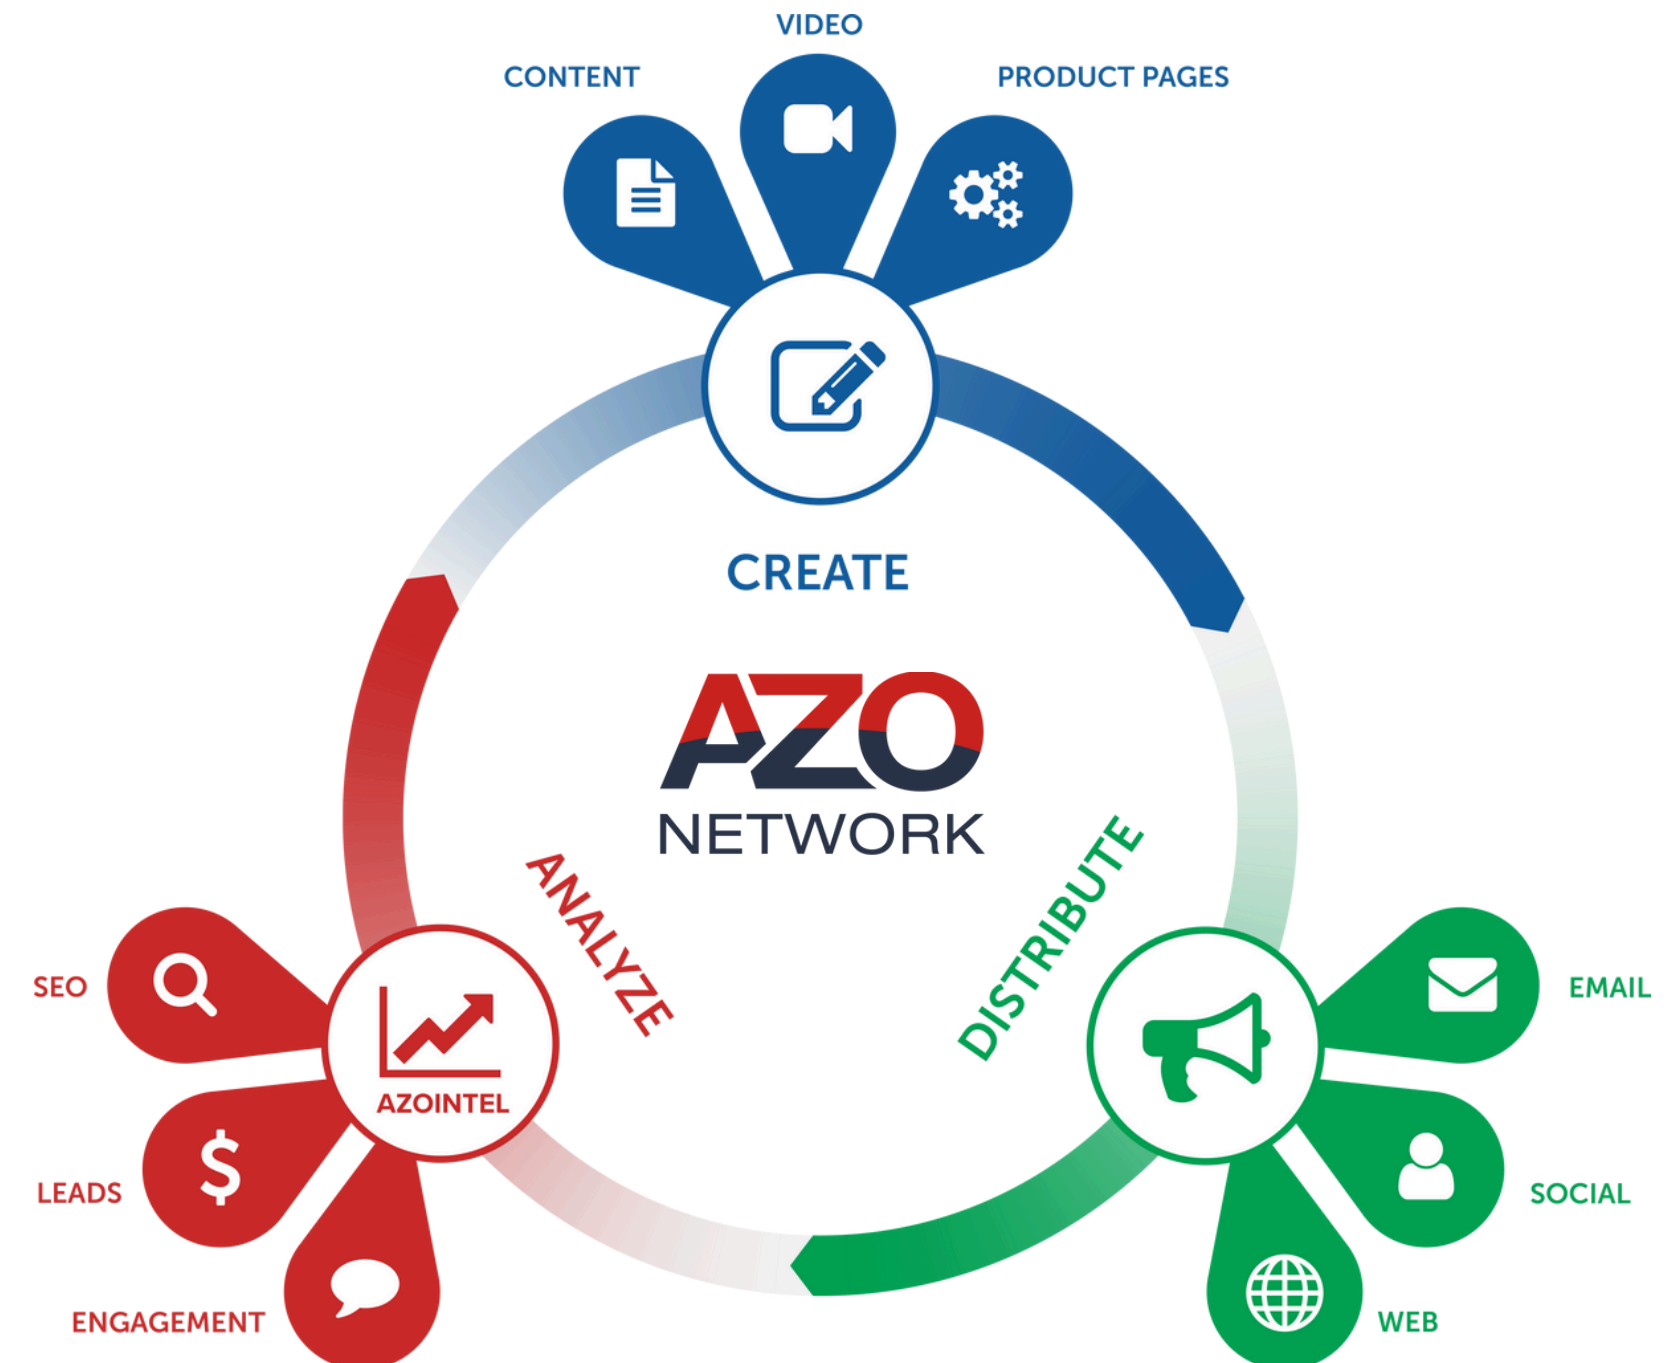 VIDEO
CONTENT
PRODUCT PAGES
CREATE
AZO
NETWORK
ANALYZE
DISTRIBUTE
SEO
AZOINTEL
LEADS
ENGAGEMENT
EMAIL
SOCIAL
WEB